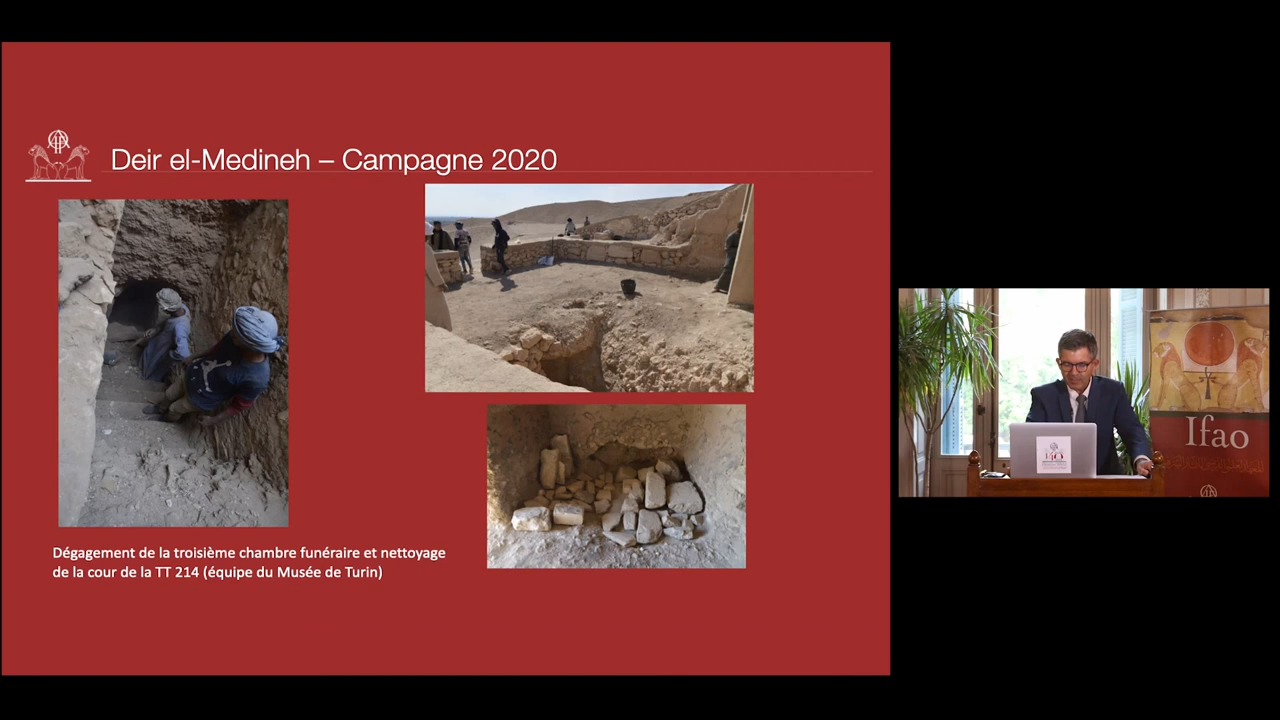 Deir el-Medineh – Campagne 2020
Dégagement de la troisième chambre funéraire et nettoyage
de la cour de la TT 214 (équipe du Musée de Turin)
Ifao